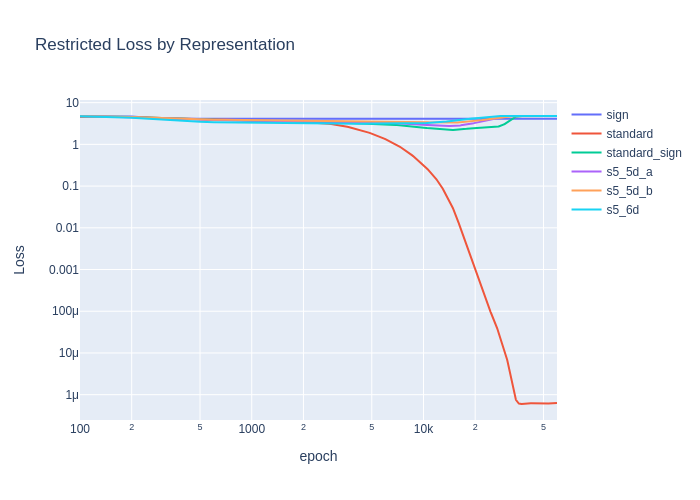 Restricted Loss by Representation
Loss
10
1
0.1
0.01
0.001
100μ
10μ
1μ
100
2
5
1000
2
5
10k
2
5
epoch
sign
standard
standard_sign
s5_5d_a
s5_5d_b
s5_6d